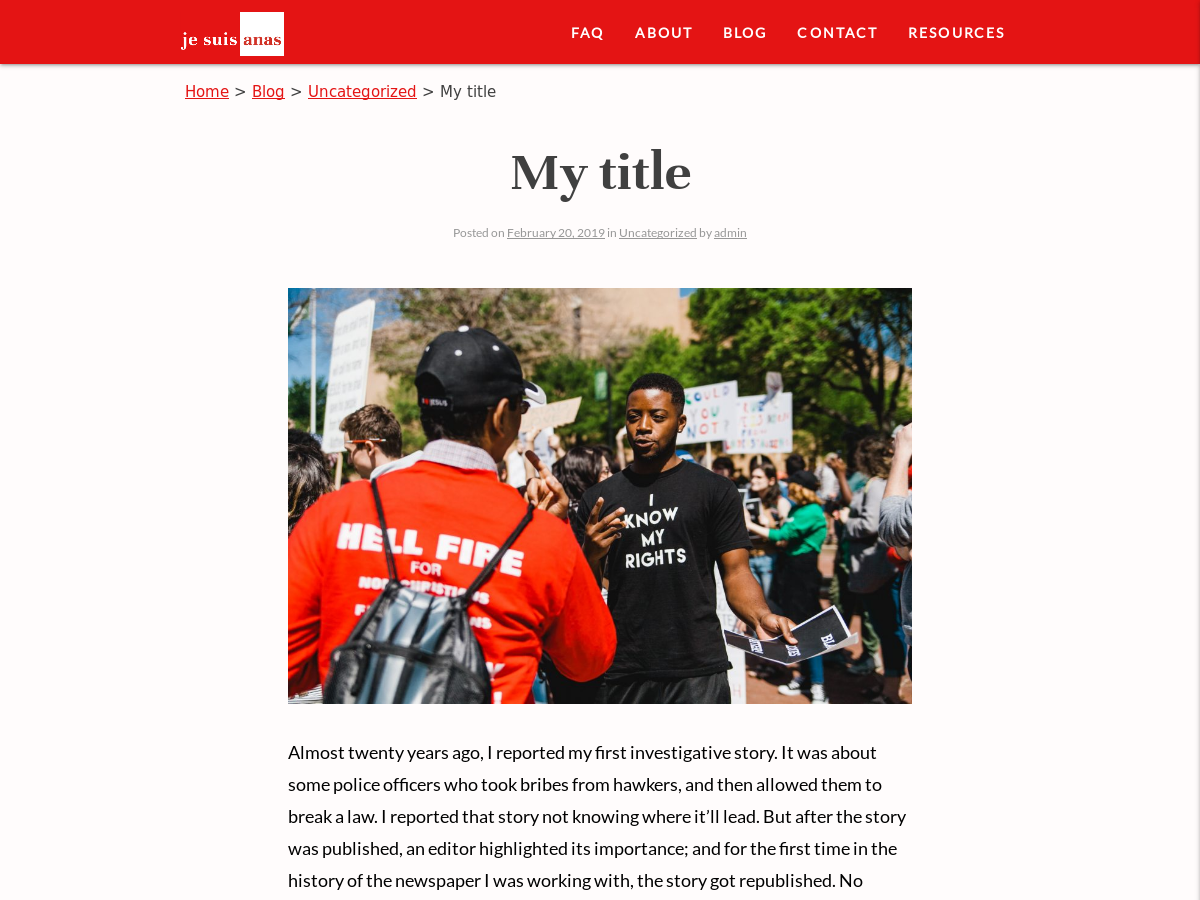 je suis anas
FAQ ABOUT BLOG CONTACT RESOURCES
Home > Blog > Uncategorized > My title
My title
Posted on February 20, 2019 in Uncategorized by admin
COULD
YOU
NOT?
I
KNOW
MY
RIGHTS
HELL FIRE
FOR
Almost twenty years ago, I reported my first investigative story. It was about
some police officers who took bribes from hawkers, and then allowed them to
break a law. I reported that story not knowing where it’ll lead. But after the story
was published, an editor highlighted its importance; and for the first time in the
history of the newspaper I was working with, the story got republished. No